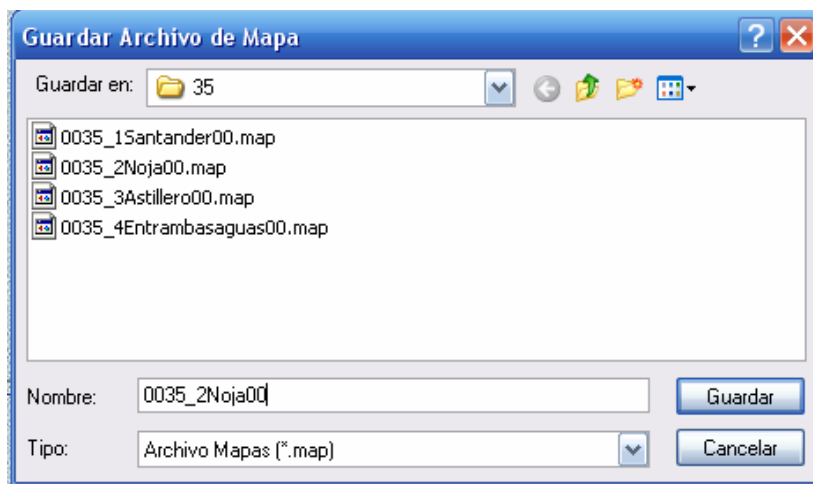 Guardar Archivo de Mapa
Guardar en: 35
0035_1Santander00.map
0035_2Noja00.map
0035_3Astillero00.map
0035_4Entrambasaguas00.map
Nombre: 0035_2Noja00 Guardar
Tipo: Archivo Mapas (*.map) Cancelar